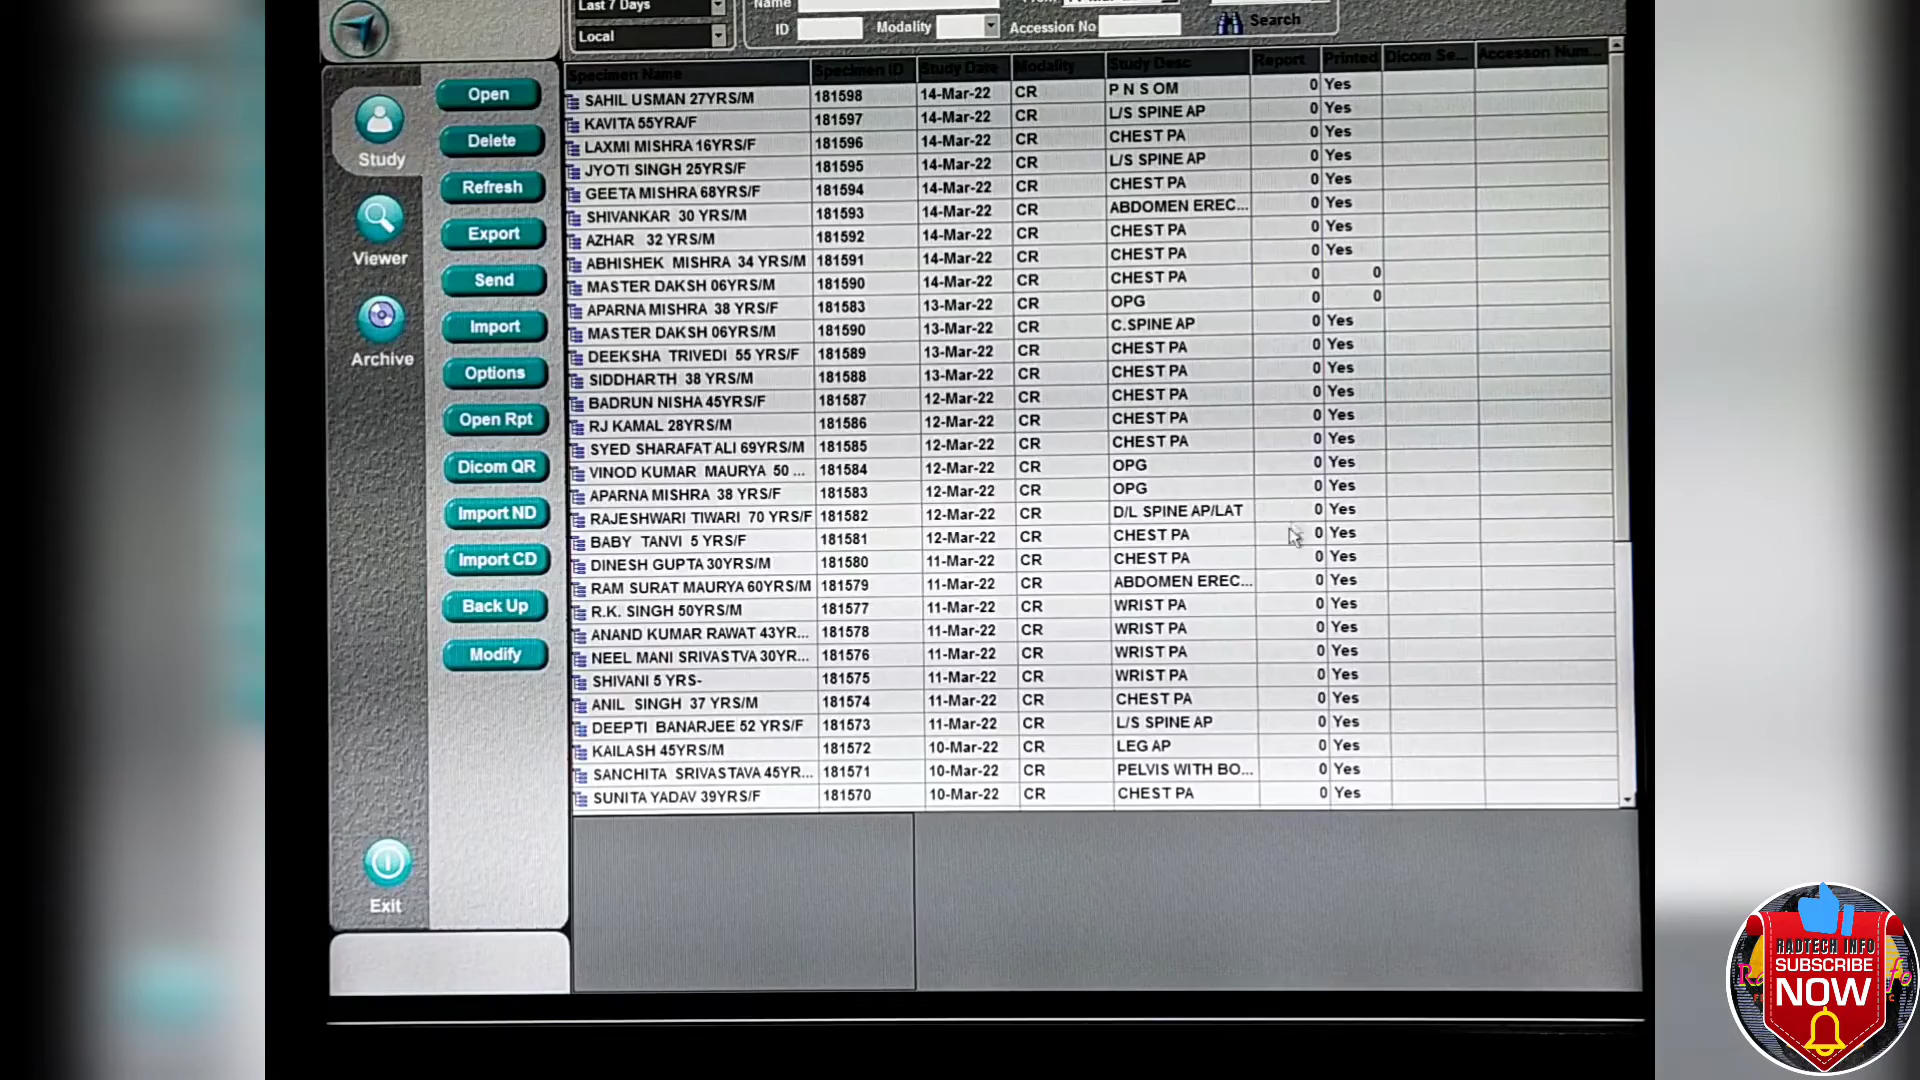 Last 7 Days
Name
Local
ID Modality Accession No Search
Specimen Name Specimen ID Study Date Modality Study Desc Report Printed Dicom Se... Accesson Num...
SAHIL USMAN 27YRS/M 181598 14-Mar-22 CR P N S OM 0 Yes
KAVITA 55YRA/F 181597 14-Mar-22 CR L/S SPINE AP 0 Yes
LAXMI MISHRA 16YRS/F 181596 14-Mar-22 CR CHEST PA 0 Yes
JYOTI SINGH 25YRS/F 181595 14-Mar-22 CR L/S SPINE AP 0 Yes
GEETA MISHRA 68YRS/F 181594 14-Mar-22 CR CHEST PA 0 Yes
SHIVANKAR 30 YRS/M 181593 14-Mar-22 CR ABDOMEN EREC... 0 Yes
AZHAR 32 YRS/M 181592 14-Mar-22 CR CHEST PA 0 Yes
ABHISHEK MISHRA 34 YRS/M 181591 14-Mar-22 CR CHEST PA 0 Yes
MASTER DAKSH 06YRS/M 181590 14-Mar-22 CR CHEST PA 0 0
APARNA MISHRA 38 YRS/F 181583 13-Mar-22 CR OPG 0 0
MASTER DAKSH 06YRS/M 181590 13-Mar-22 CR C.SPINE AP 0 Yes
DEEKSHA TRIVEDI 55 YRS/F 181589 13-Mar-22 CR CHEST PA 0 Yes
SIDDHARTH 38 YRS/M 181588 13-Mar-22 CR CHEST PA 0 Yes
BADRUN NISHA 45YRS/F 181587 12-Mar-22 CR CHEST PA 0 Yes
RJ KAMAL 28YRS/M 181586 12-Mar-22 CR CHEST PA 0 Yes
SYED SHARAFAT ALI 69YRS/M 181585 12-Mar-22 CR CHEST PA 0 Yes
VINOD KUMAR MAURYA 50 ... 181584 12-Mar-22 CR OPG 0 Yes
APARNA MISHRA 38 YRS/F 181583 12-Mar-22 CR OPG 0 Yes
RAJESHWARI TIWARI 70 YRS/F 181582 12-Mar-22 CR D/L SPINE AP/LAT 0 Yes
BABY TANVI 5 YRS/F 181581 12-Mar-22 CR CHEST PA 0 Yes
DINESH GUPTA 30YRS/M 181580 11-Mar-22 CR CHEST PA 0 Yes
RAM SURAT MAURYA 60YRS/M 181579 11-Mar-22 CR ABDOMEN EREC... 0 Yes
R.K. SINGH 50YRS/M 181577 11-Mar-22 CR WRIST PA 0 Yes
ANAND KUMAR RAWAT 43YR... 181578 11-Mar-22 CR WRIST PA 0 Yes
NEEL MANI SRIVASTVA 30YR... 181576 11-Mar-22 CR WRIST PA 0 Yes
SHIVANI 5 YRS- 181575 11-Mar-22 CR WRIST PA 0 Yes
ANIL SINGH 37 YRS/M 181574 11-Mar-22 CR CHEST PA 0 Yes
DEEPTI BANARJEE 52 YRS/F 181573 11-Mar-22 CR L/S SPINE AP 0 Yes
KAILASH 45YRS/M 181572 10-Mar-22 CR LEG AP 0 Yes
SANCHITA SRIVASTAVA 45YR... 181571 10-Mar-22 CR PELVIS WITH BO... 0 Yes
SUNITA YADAV 39YRS/F 181570 10-Mar-22 CR CHEST PA 0 Yes
Study
Viewer
Archive
Exit
Open
Delete
Refresh
Export
Send
Import
Options
Open Rpt
Dicom QR
Import ND
Import CD
Back Up
Modify
RADTECH INFO
SUBSCRIBE
NOW